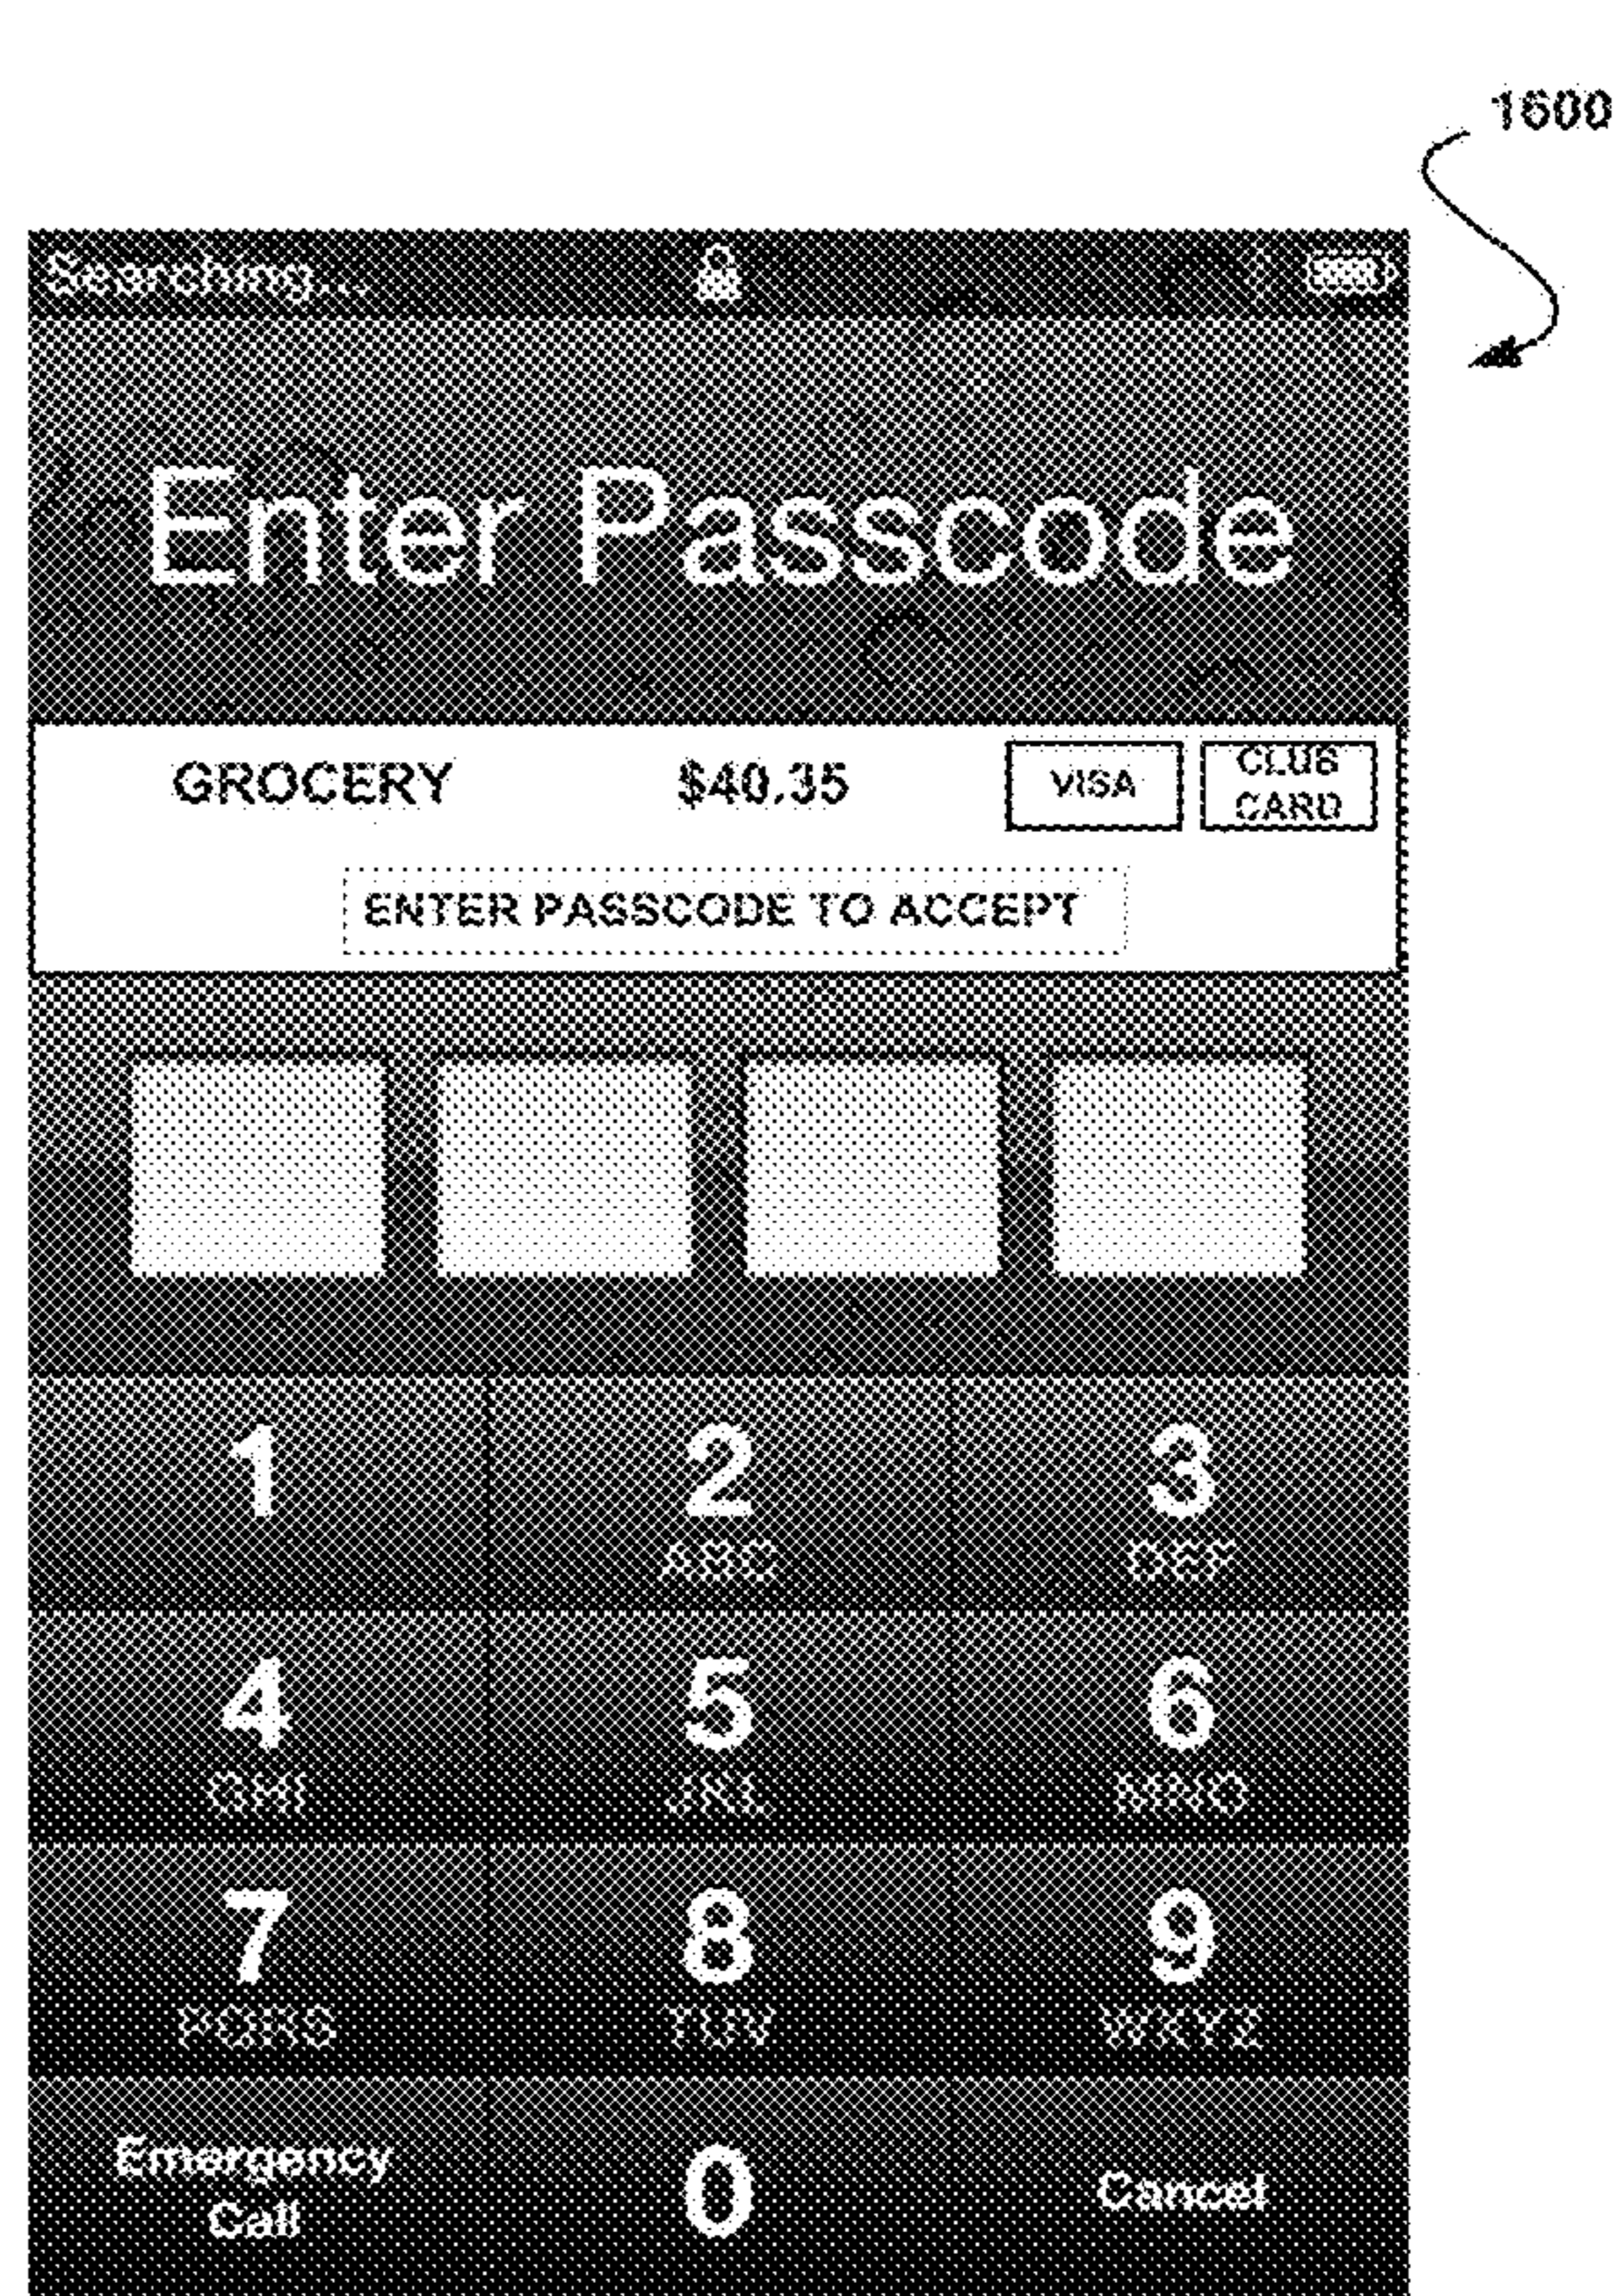 1600
Searching...
Enter Passcode
GROCERY $40.35 VISA CLUB CARD
ENTER PASSCODE TO ACCEPT
1 2 3
ABC DEF
4 5 6
GHI JKL MNO
7 8 9
PQRS TUV WXYZ
Emergency Call 0 Cancel